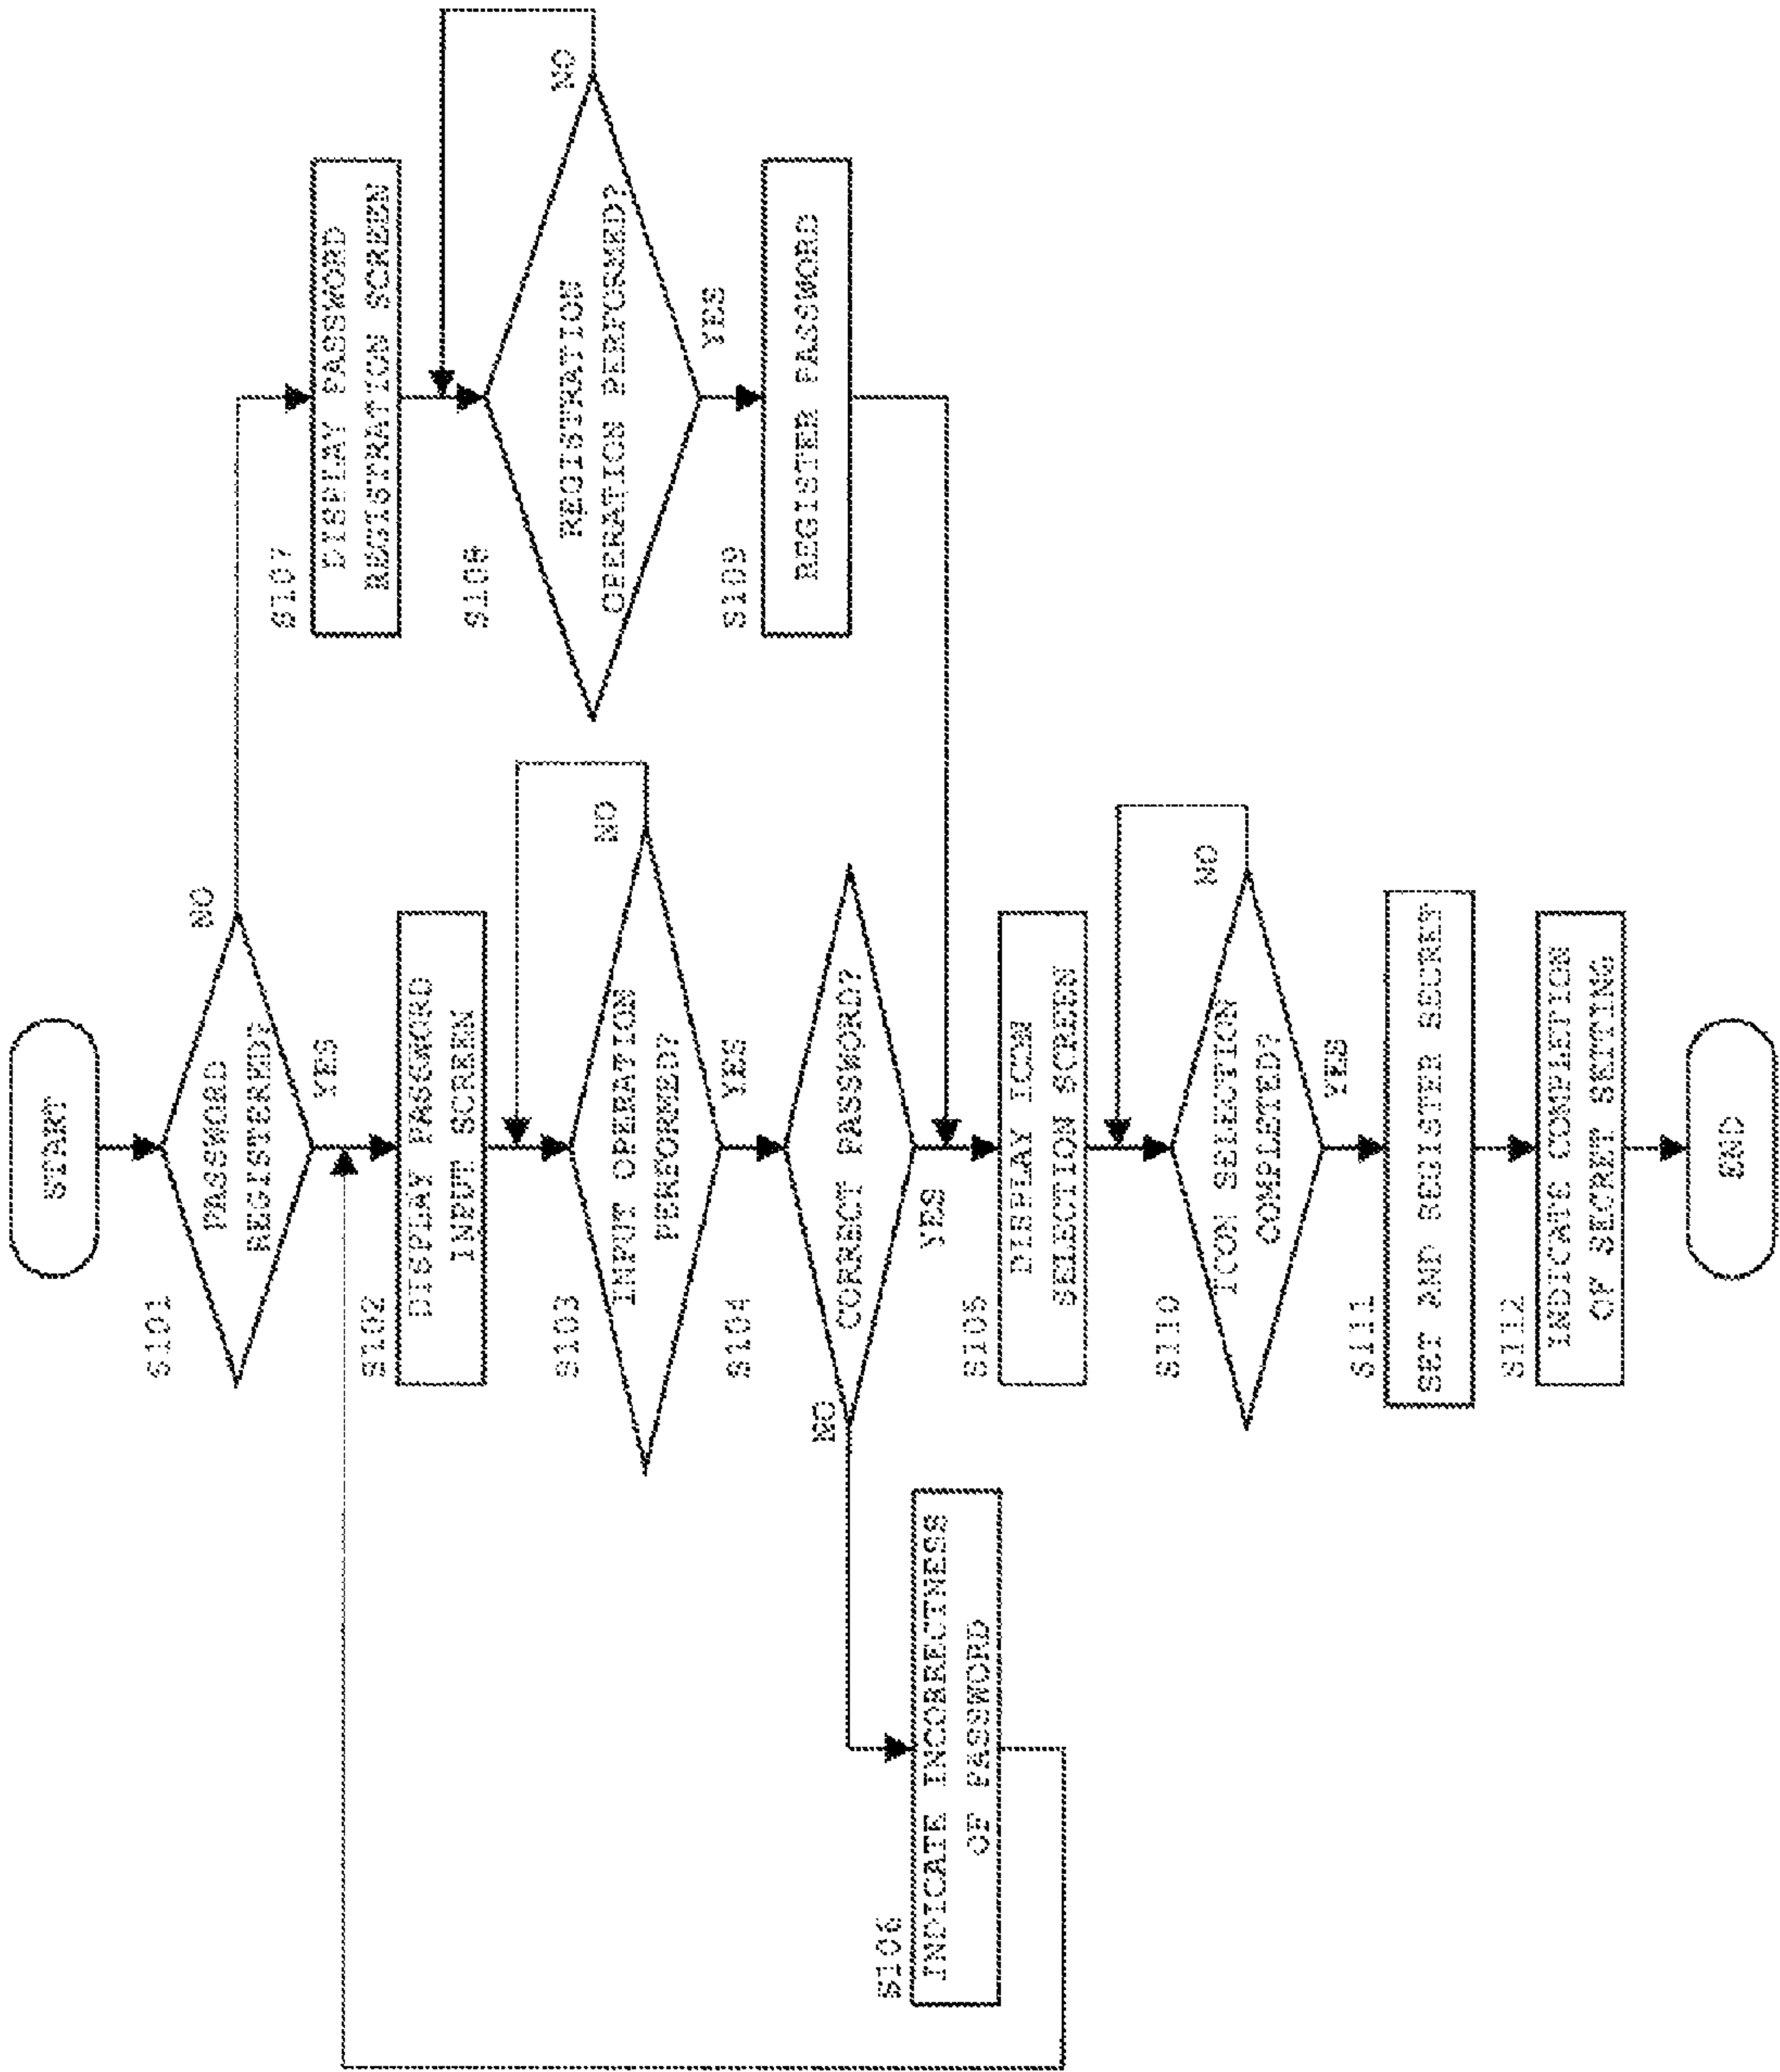 START
S101
PASSWORD
REGISTERED?
NO
YES
S102
DISPLAY PASSWORD
INPUT SCREEN
S103
INPUT OPERATION
PERFORMED?
NO
YES
S104
CORRECT PASSWORD?
NO
YES
S106
INDICATE INCORRECTNESS
OF PASSWORD
S107
DISPLAY PASSWORD
REGISTRATION SCREEN
S108
REGISTRATION
OPERATION PERFORMED?
NO
YES
S109
REGISTER PASSWORD
S105
DISPLAY ICON
SELECTION SCREEN
S110
ICON SELECTION
COMPLETED?
NO
YES
S111
SET AND REGISTER SECRET
S112
INDICATE COMPLETION
OF SECRET SETTING
END